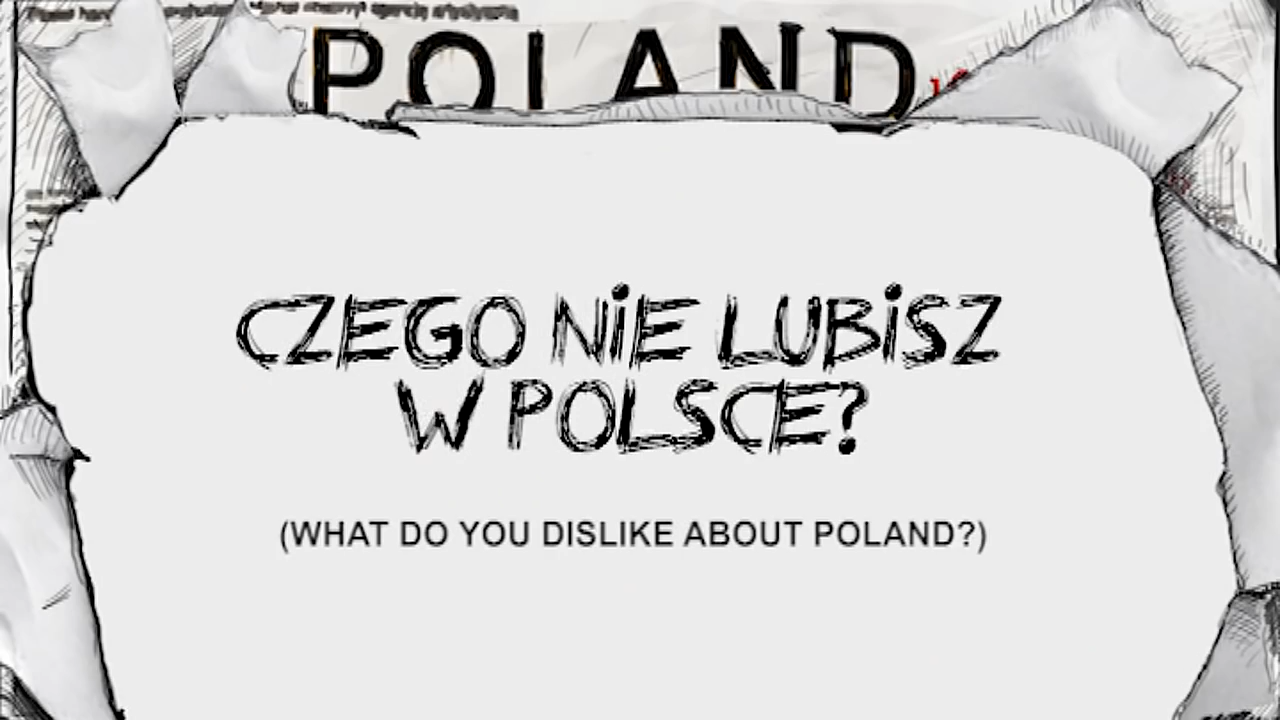 POLAND
CZEGO NIE LUBISZ
W POLSCE?
(WHAT DO YOU DISLIKE ABOUT POLAND?)